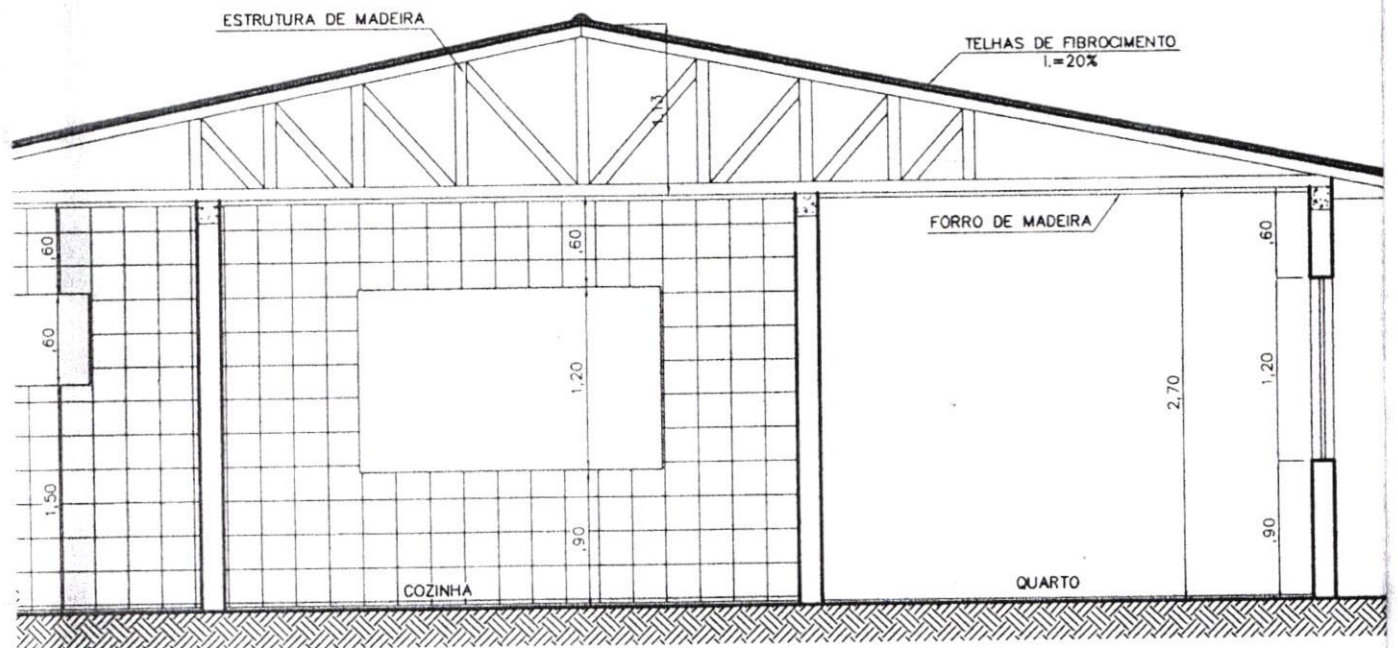 ESTRUTURA DE MADEIRA
TELHAS DE FIBROCIMENTO
I.=20%
1,13
FORRO DE MADEIRA
,60
,60
1,50
,60
1,20
,90
2,70
,60
1,20
,90
COZINHA
QUARTO